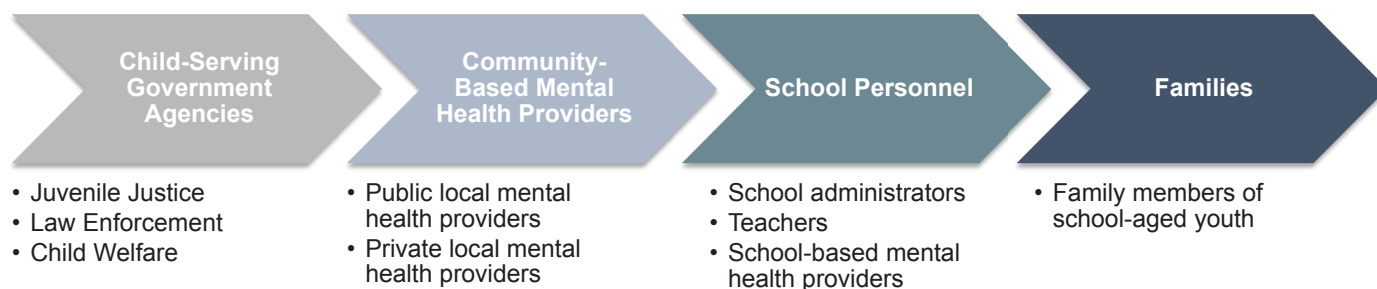 Child-Serving
Government
Agencies
• Juvenile Justice
• Law Enforcement
• Child Welfare
Community-
Based Mental
Health Providers
• Public local mental
health providers
• Private local mental
health providers
School Personnel
• School administrators
• Teachers
• School-based mental
health providers
Families
• Family members of
school-aged youth